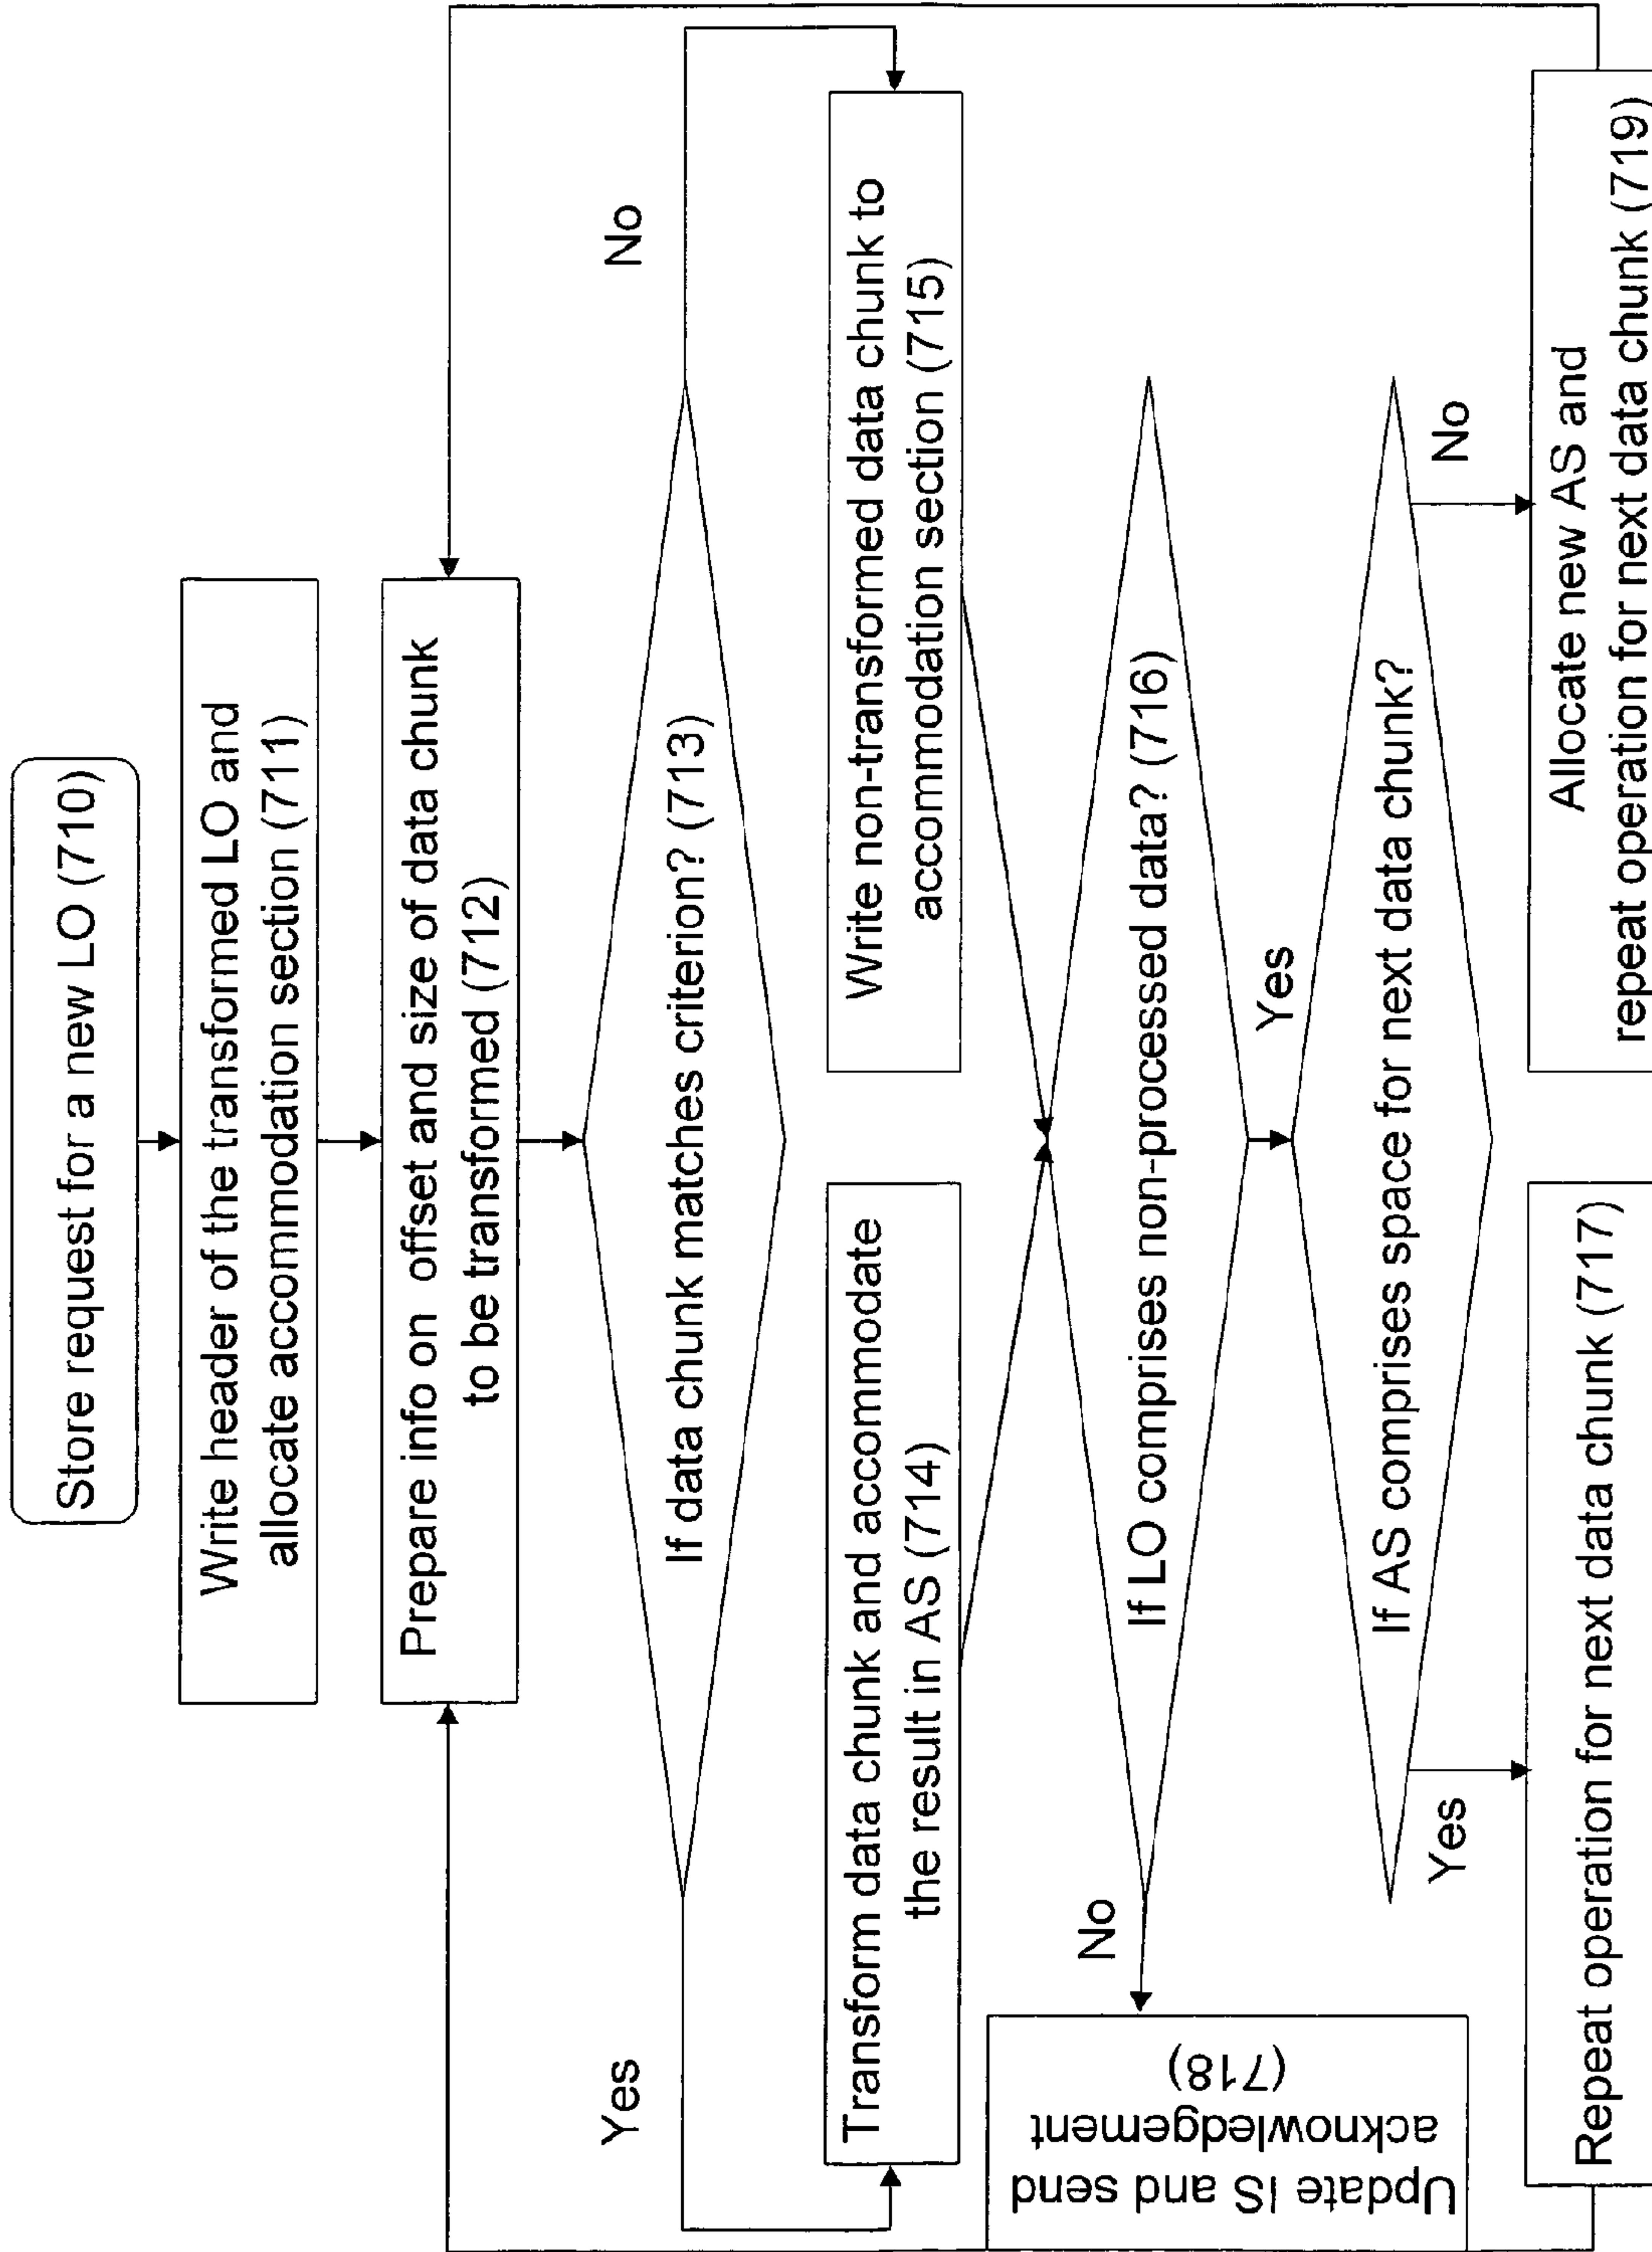 Store request for a new LO (710)
Write header of the transformed LO and
allocate accommodation section (711)
Prepare info on offset and size of data chunk
to be transformed (712)
If data chunk matches criterion? (713)
Yes
No
Transform data chunk and accommodate
the result in AS (714)
Write non-transformed data chunk to
accommodation section (715)
If LO comprises non-processed data? (716)
No
Yes
Update IS and send
acknowledgement
(718)
If AS comprises space for next data chunk?
Yes
No
Repeat operation for next data chunk (717)
Allocate new AS and
repeat operation for next data chunk (719)